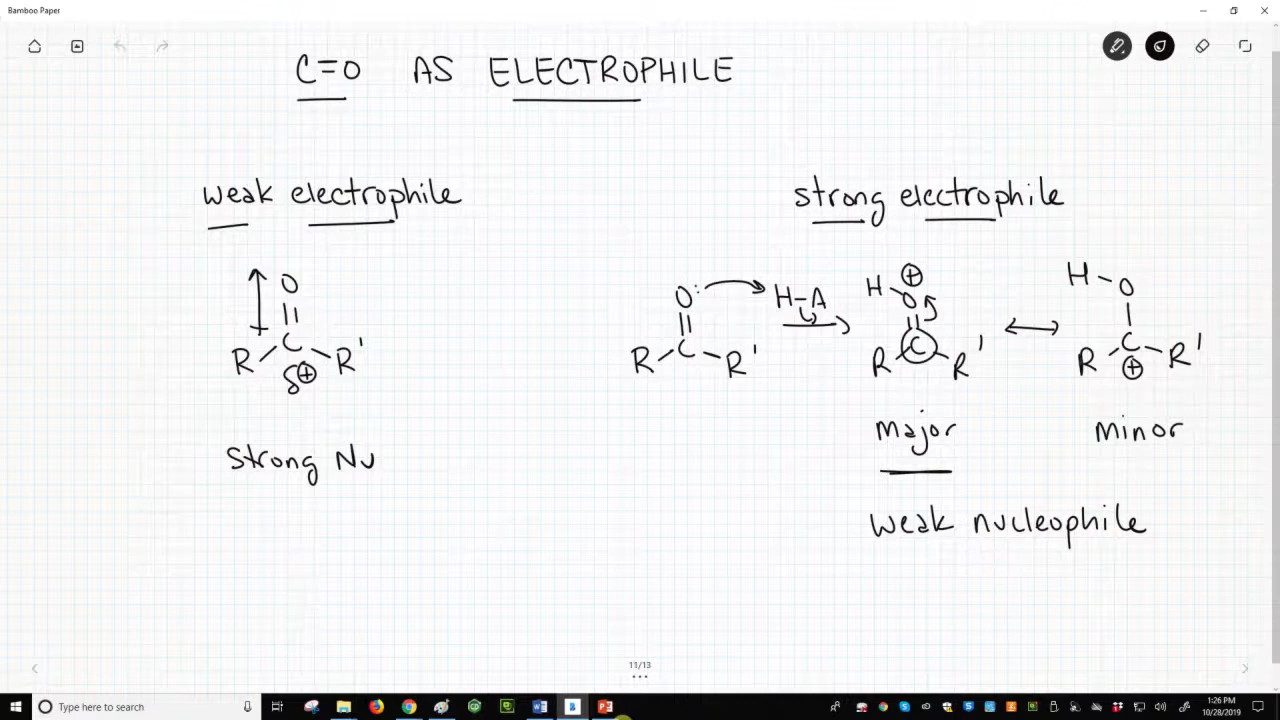 Bamboo Paper
C=O AS ELECTROPHILE
weak electrophile
strong electrophile
O
C
R R'
δ⊕
O:
C
R R'
H-A
⊕
H-O
C
R R'
H-O
C
R R'
⊕
major
minor
strong Nu
weak nucleophile
11/13
Type here to search
1:26 PM
10/28/2019